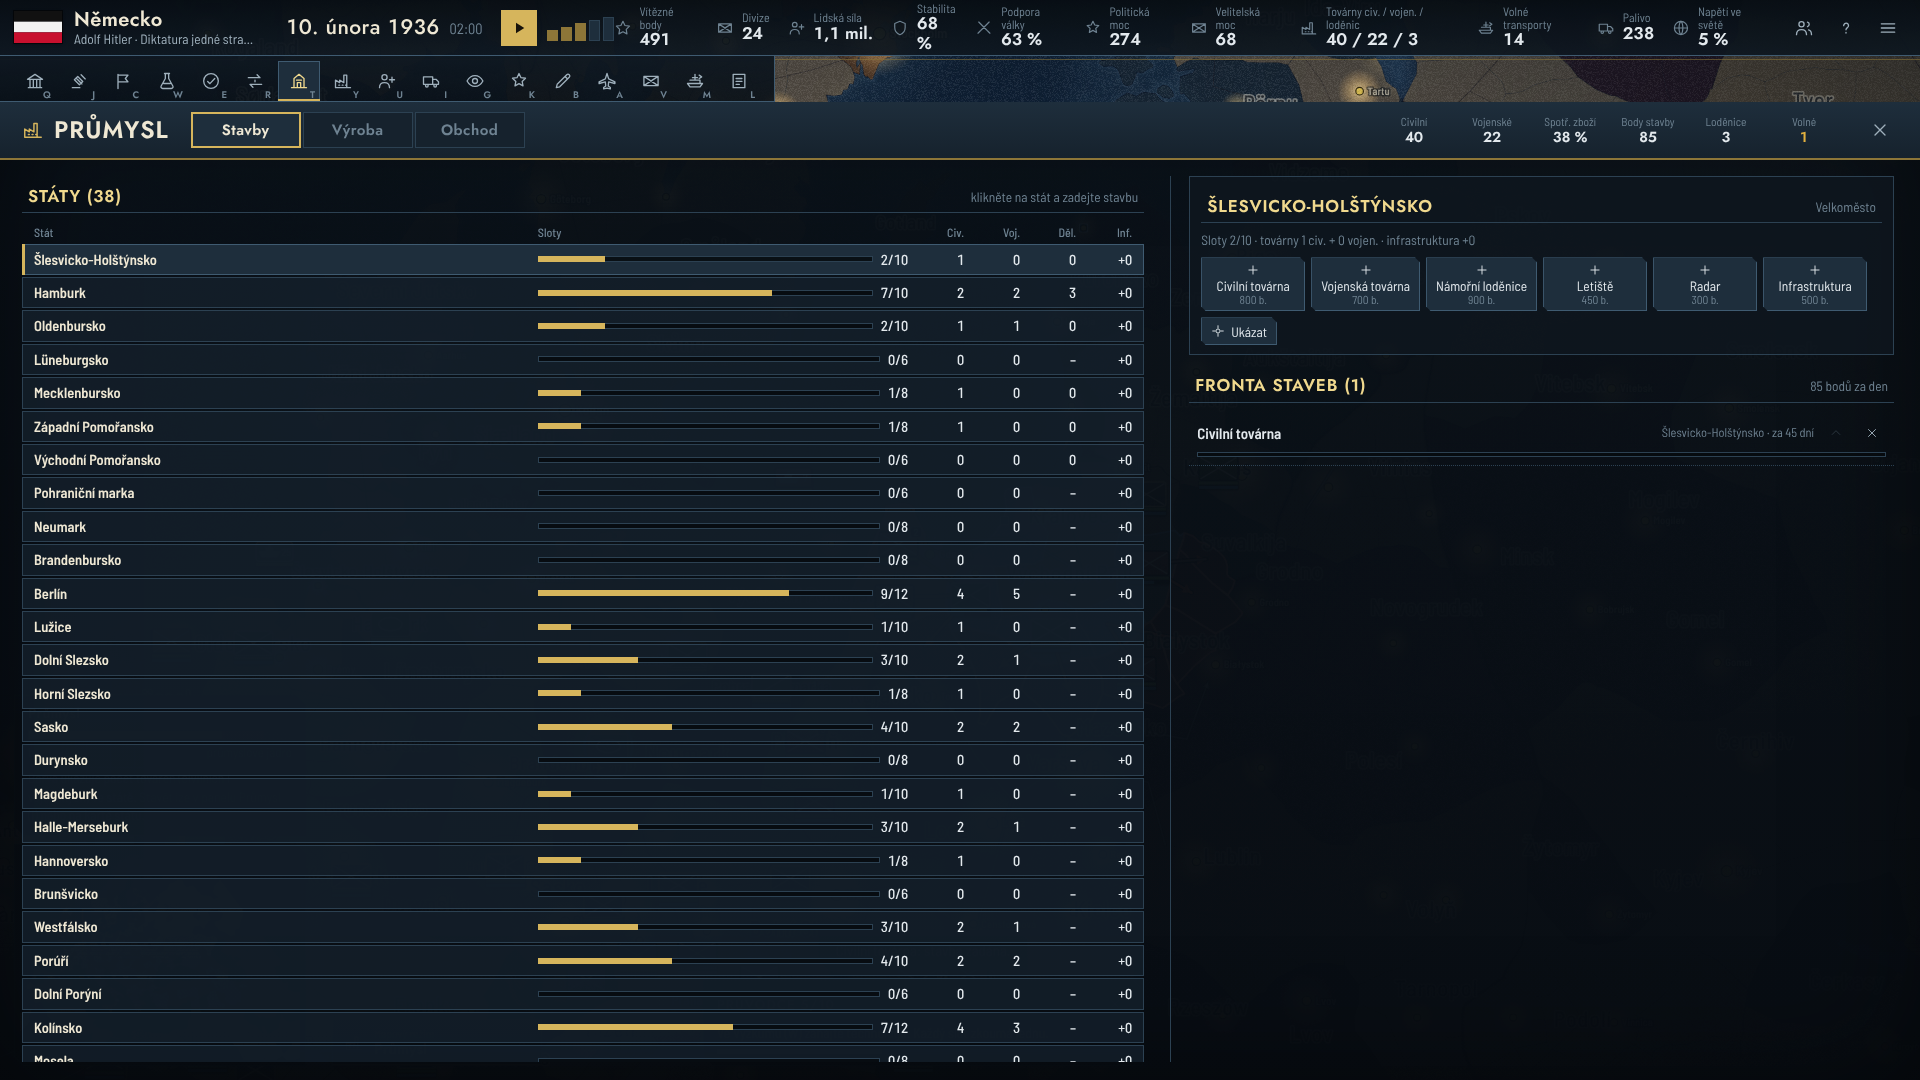 Německo
Adolf Hitler · Diktatura jedné stra...
10. února 1936 02:00
Vítězné body 491
Divize 24
Lidská síla 1,1 mil.
Stabilita 68 %
Podpora války 63 %
Politická moc 274
Velitelská moc 68
Továrny civ. / vojen. / loděnic 40 / 22 / 3
Volné transporty 14
Palivo 238
Napětí ve světě 5 %
?
Q J C W E R T Y U I G K B A V M L
Tartu
PRŮMYSL
Stavby Výroba Obchod
Civilní 40
Vojenské 22
Spotř. zboží 38 %
Body stavby 85
Loděnice 3
Volné 1
STÁTY (38) klikněte na stát a zadejte stavbu
Stát Sloty Civ. Voj. Děl. Inf.
Šlesvicko-Holštýnsko 2/10 1 0 0 +0
Hamburk 7/10 2 2 3 +0
Oldenbursko 2/10 1 1 0 +0
Lüneburgsko 0/6 0 0 – +0
Mecklenbursko 1/8 1 0 0 +0
Západní Pomořansko 1/8 1 0 0 +0
Východní Pomořansko 0/6 0 0 0 +0
Pohraniční marka 0/6 0 0 – +0
Neumark 0/8 0 0 – +0
Brandenbursko 0/8 0 0 – +0
Berlín 9/12 4 5 – +0
Lužice 1/10 1 0 – +0
Dolní Slezsko 3/10 2 1 – +0
Horní Slezsko 1/8 1 0 – +0
Sasko 4/10 2 2 – +0
Durynsko 0/8 0 0 – +0
Magdeburk 1/10 1 0 – +0
Halle-Merseburk 3/10 2 1 – +0
Hannoversko 1/8 1 0 – +0
Brunšvicko 0/6 0 0 – +0
Westfálsko 3/10 2 1 – +0
Porúří 4/10 2 2 – +0
Dolní Porýní 0/6 0 0 – +0
Kolínsko 7/12 4 3 – +0
Mosela 0/8 0 0 – +0
ŠLESVICKO-HOLŠTÝNSKO Velkoměsto
Sloty 2/10 · továrny 1 civ. + 0 vojen. · infrastruktura +0
Civilní továrna 800 b.
Vojenská továrna 700 b.
Námořní loděnice 900 b.
Letiště 450 b.
Radar 300 b.
Infrastruktura 500 b.
Ukázat
FRONTA STAVEB (1) 85 bodů za den
Civilní továrna Šlesvicko-Holštýnsko · za 45 dní